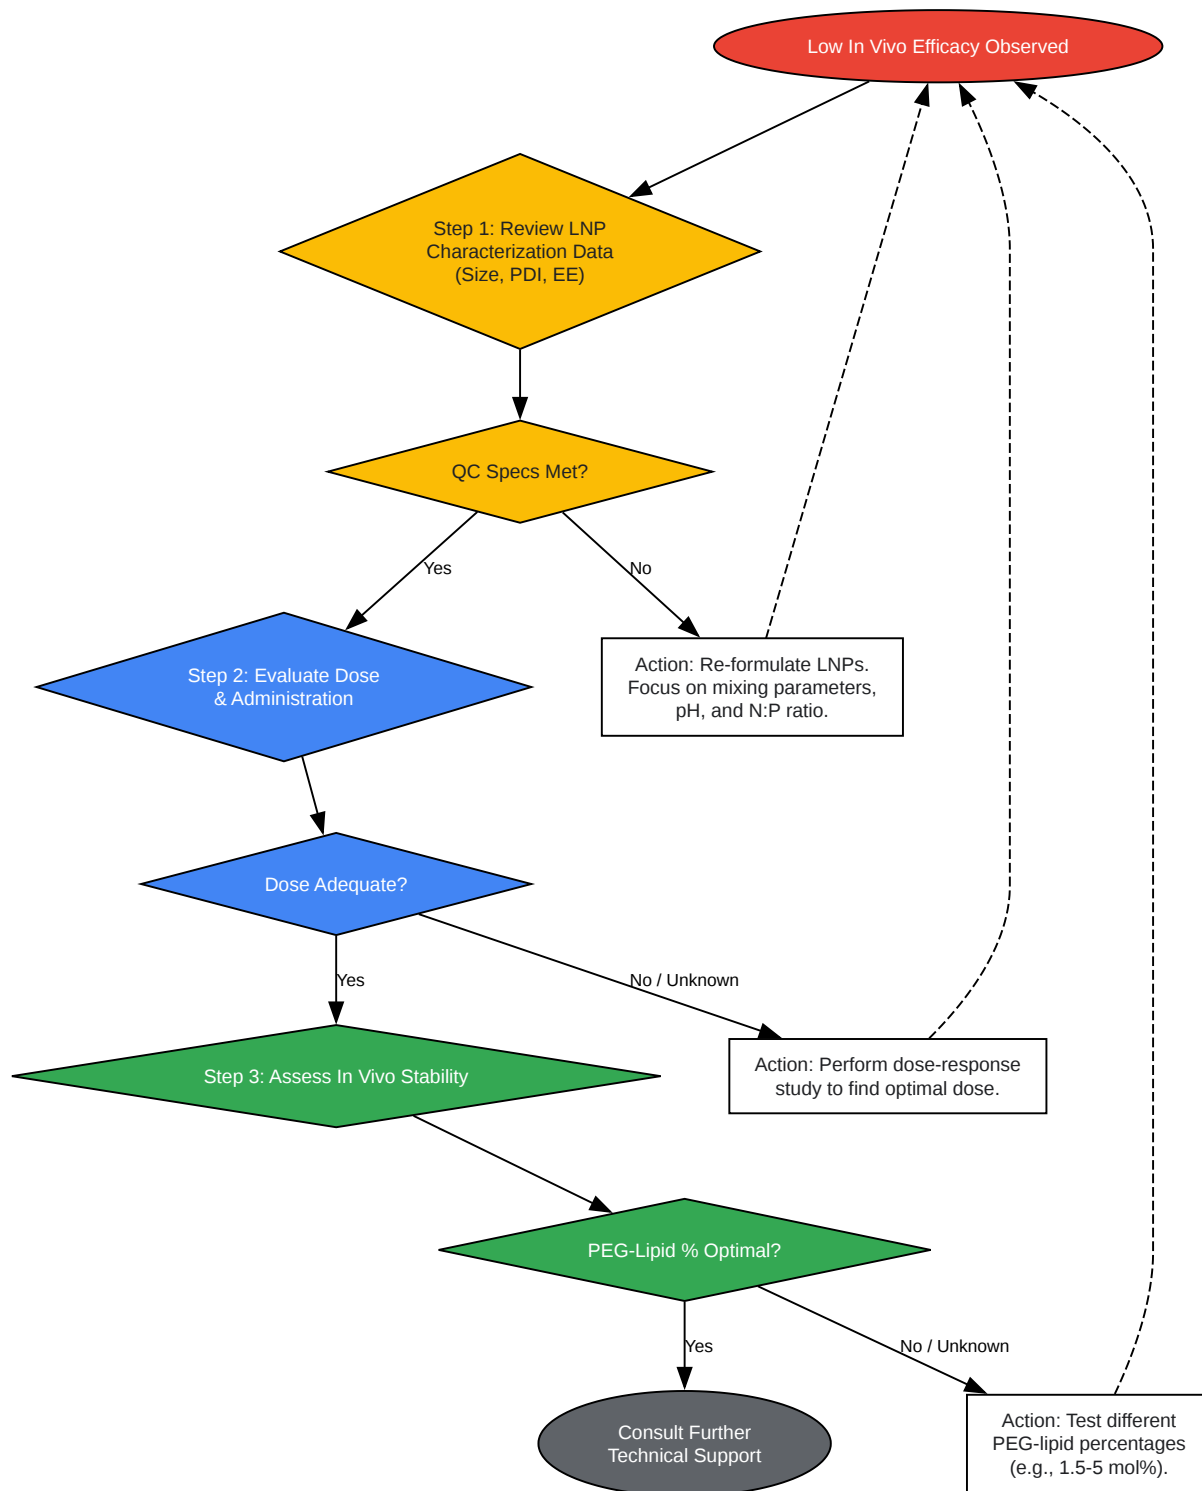 Low In Vivo Efficacy Observed
Step 1: Review LNP
Characterization Data
(Size, PDI, EE)
QC Specs Met?
Yes
No
Step 2: Evaluate Dose
& Administration
Action: Re-formulate LNPs.
Focus on mixing parameters,
pH, and N:P ratio.
Dose Adequate?
Yes
No / Unknown
Step 3: Assess In Vivo Stability
Action: Perform dose-response
study to find optimal dose.
PEG-Lipid % Optimal?
Yes
No / Unknown
Consult Further
Technical Support
Action: Test different
PEG-lipid percentages
(e.g., 1.5-5 mol%).